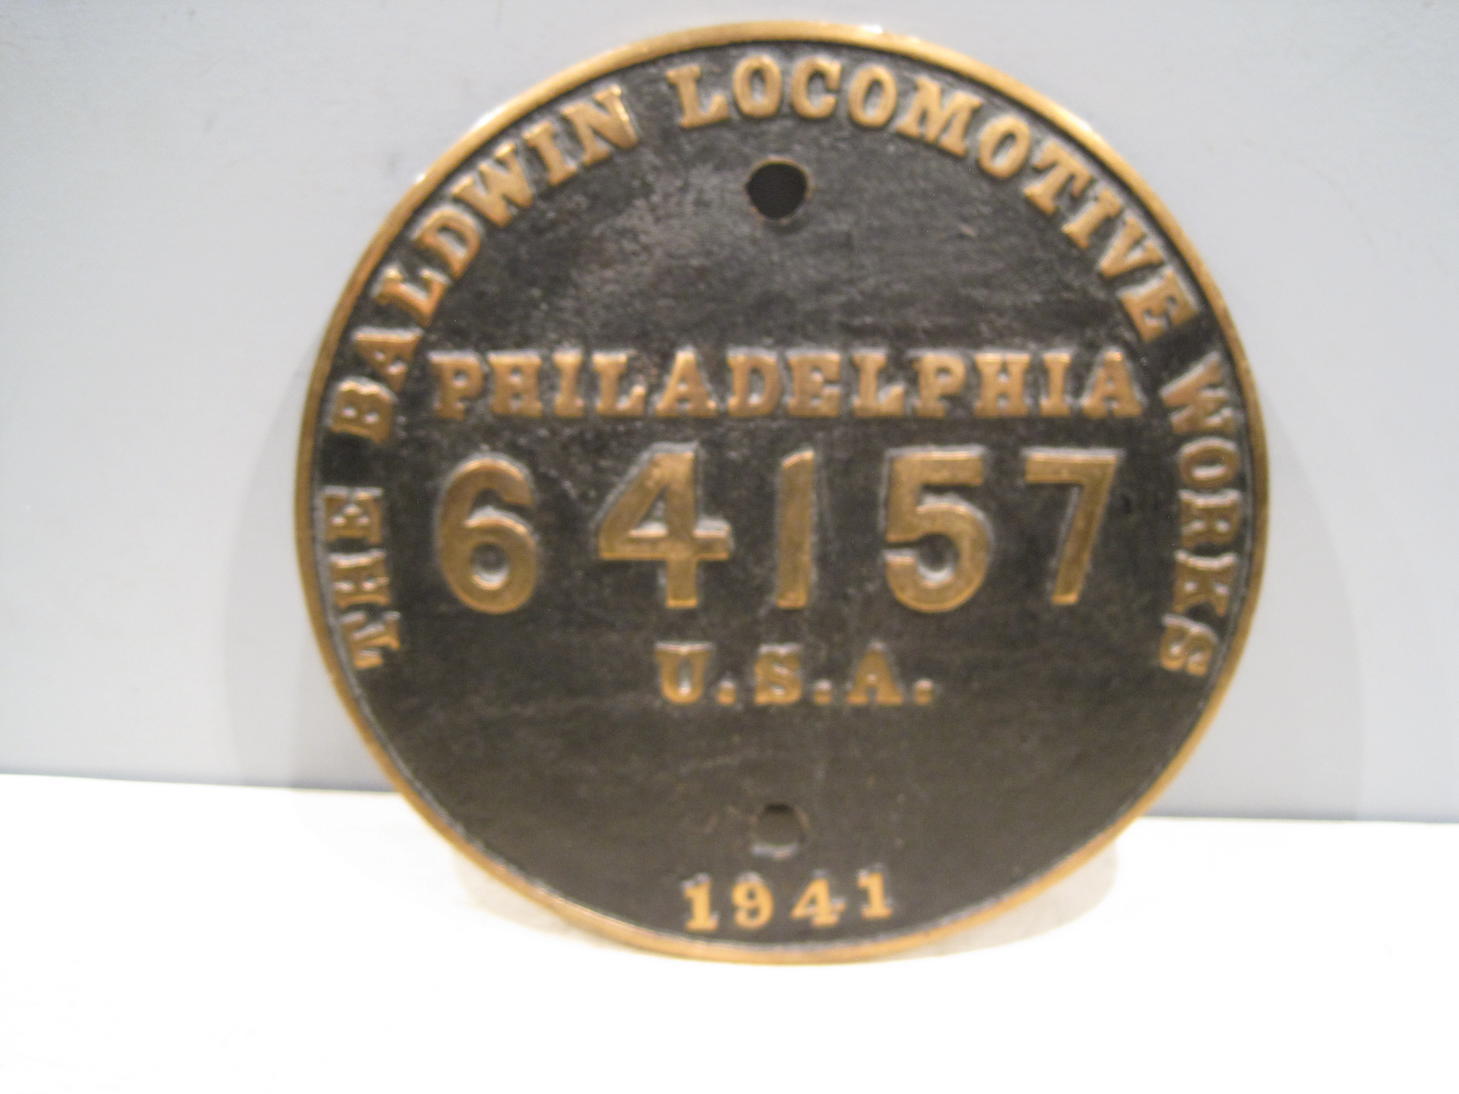 THE BALDWIN LOCOMOTIVE WORKS
PHILADELPHIA
64157
U.S.A.
1941